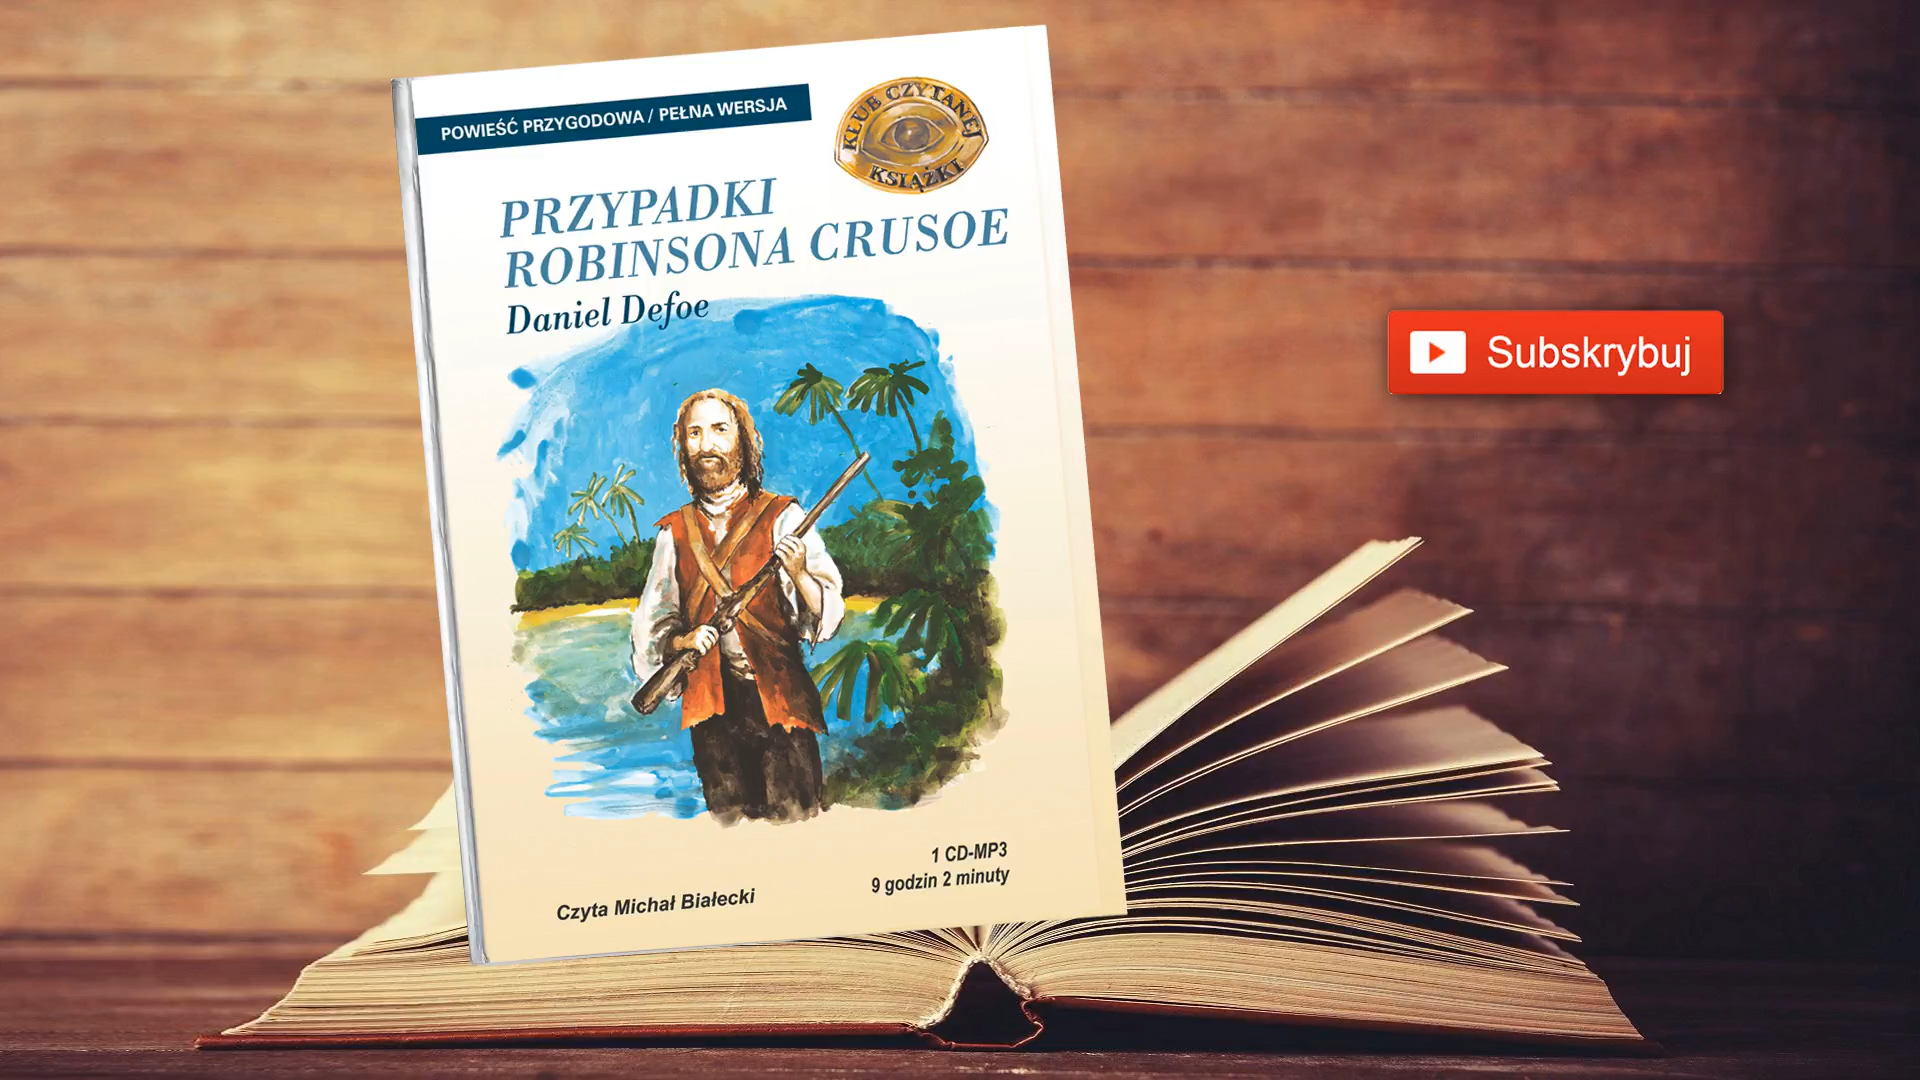 POWIEŚĆ PRZYGODOWA / PEŁNA WERSJA
KLUB CZYTANEJ
KSIĄŻKI
PRZYPADKI
ROBINSONA CRUSOE
Daniel Defoe
Subskrybuj
1 CD-MP3
9 godzin 2 minuty
Czyta Michał Białecki